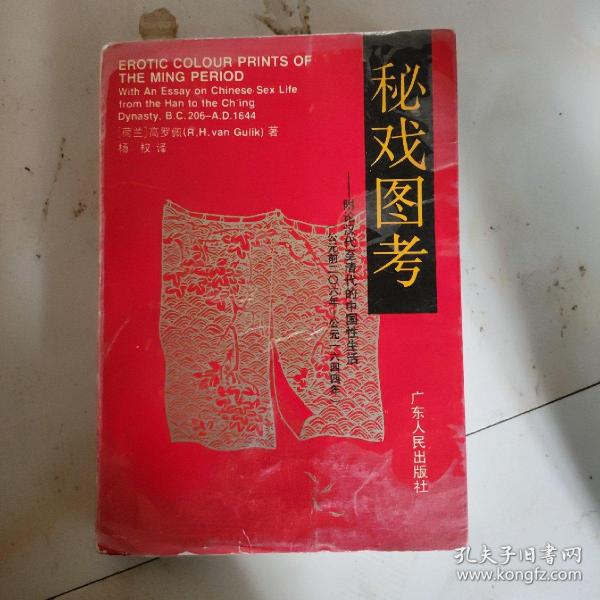 EROTIC COLOUR PRINTS OF
THE MING PERIOD
With An Essay on Chinese Sex Life
from the Han to the Ch'ing
Dynasty, B.C. 206–A.D. 1644
[荷兰]高罗佩(R.H. van Gulik)著
杨权 译
秘戏图考
——附论汉代至清代的中国性生活
(公元前二〇六年—公元一六四四年)
广东人民出版社
孔夫子旧书网
www.kongfz.com